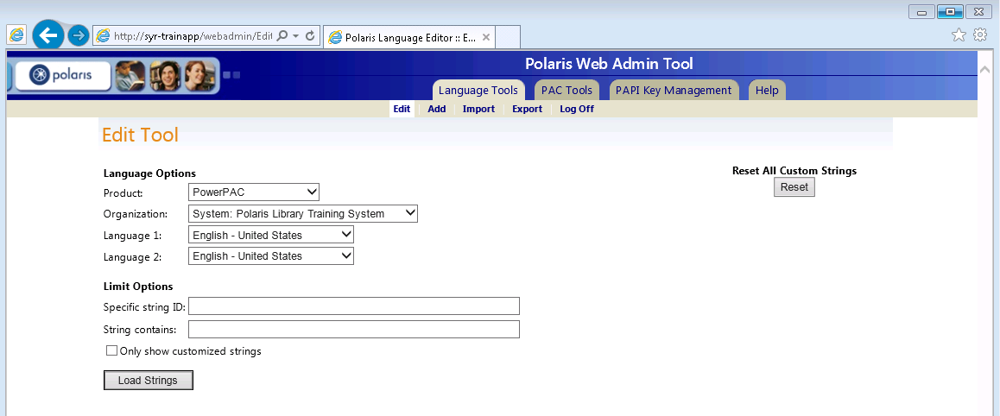 http://syr-trainapp/webadmin/Edi
Polaris Language Editor :: E...
polaris
Polaris Web Admin Tool
Language Tools PAC Tools PAPI Key Management Help
Edit Add Import Export Log Off
Edit Tool
Language Options
Reset All Custom Strings
Product: PowerPAC
Reset
Organization: System: Polaris Library Training System
Language 1: English - United States
Language 2: English - United States
Limit Options
Specific string ID:
String contains:
Only show customized strings
Load Strings